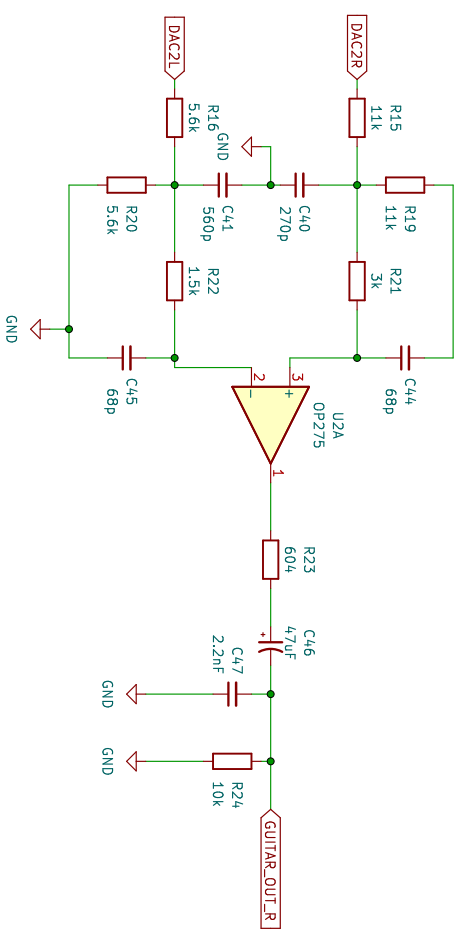 DAC2L
DAC2R
R16
5.6k
R15
11k
GND
R20
5.6k
C41
560p
C40
270p
R19
11k
R22
1.5k
R21
3k
GND
C45
68p
C44
68p
2
3
-
+
1
U2A
OP275
R23
604
+
C46
47uF
C47
2.2nF
GND
R24
10k
GND
GUITAR_OUT_R